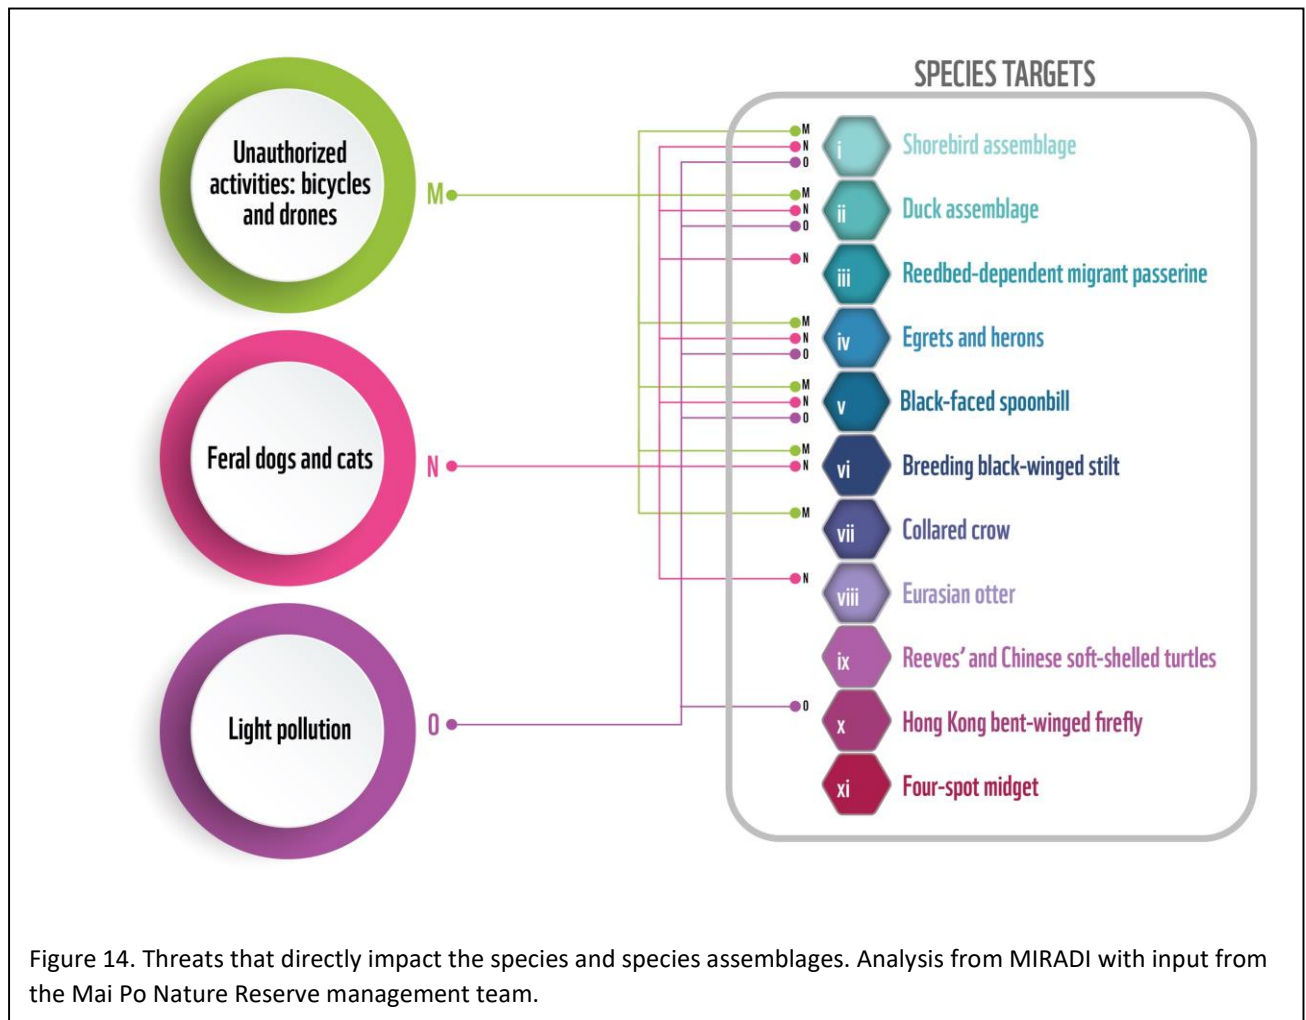 SPECIES TARGETS
Unauthorized
activities: bicycles
and drones
M
Feral dogs and cats
N
Light pollution
O
M
N
O
i
Shorebird assemblage
M
N
O
ii
Duck assemblage
N
iii
Reedbed-dependent migrant passerine
M
N
O
iv
Egrets and herons
M
N
O
v
Black-faced spoonbill
M
N
vi
Breeding black-winged stilt
M
vii
Collared crow
N
viii
Eurasian otter
ix
Reeves’ and Chinese soft-shelled turtles
O
x
Hong Kong bent-winged firefly
xi
Four-spot midget
Figure 14. Threats that directly impact the species and species assemblages. Analysis from MIRADI with input from
the Mai Po Nature Reserve management team.